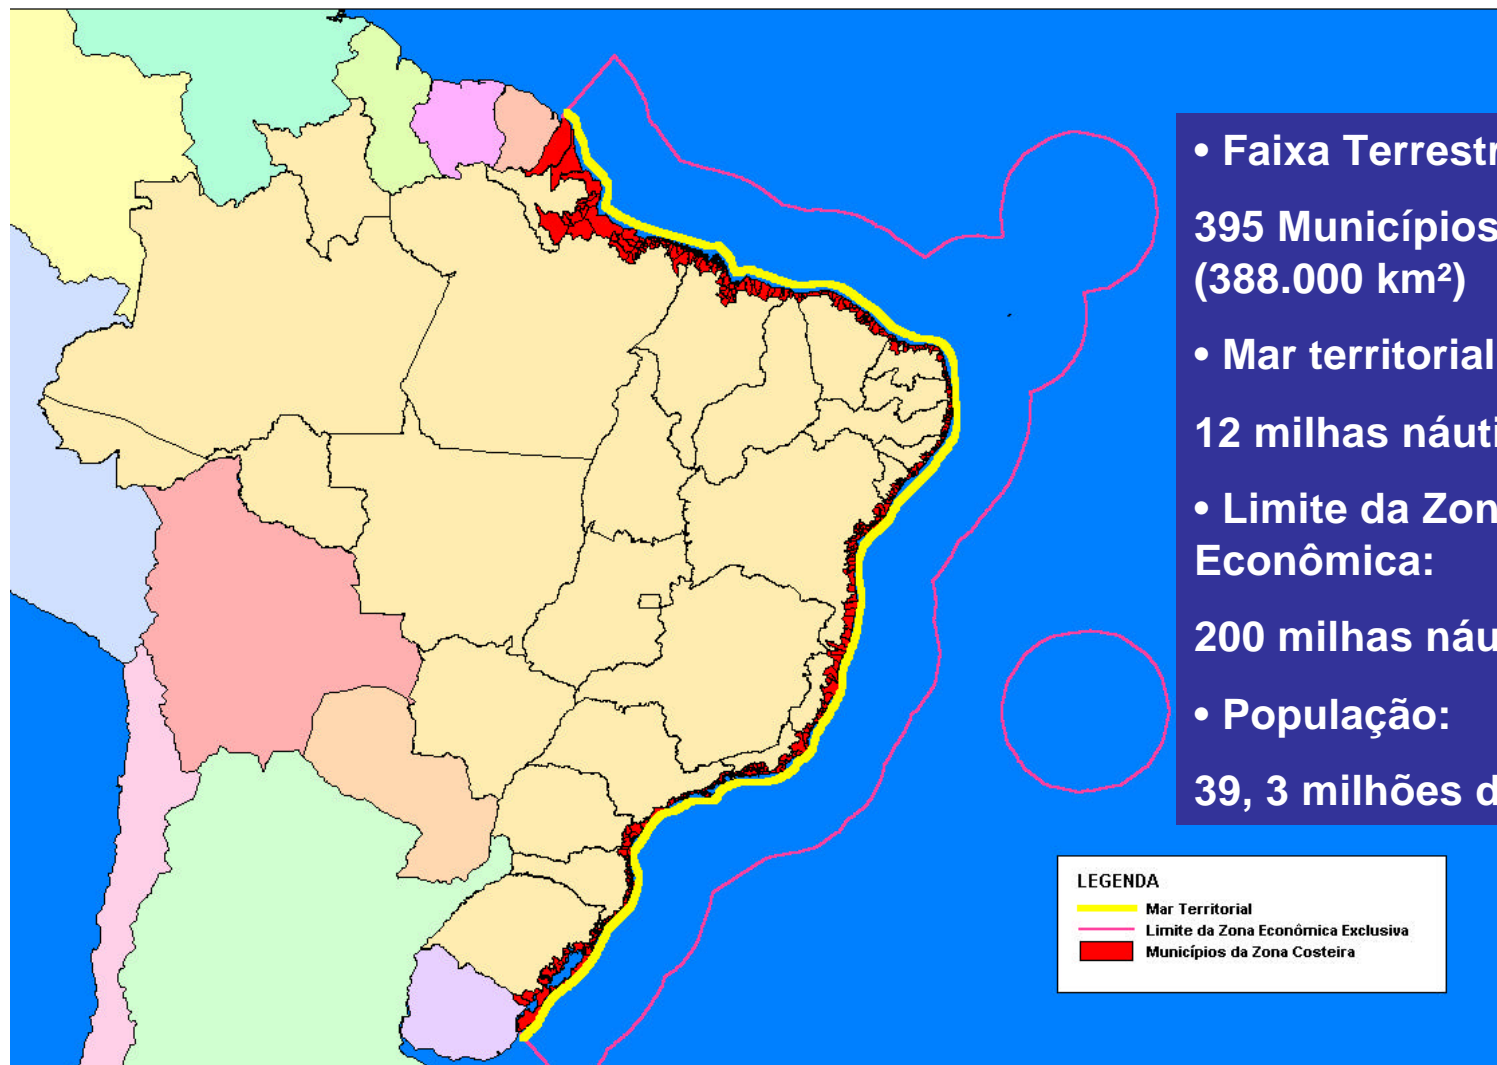 • Faixa Terrestr
395 Municípios
(388.000 km²)
• Mar territorial
12 milhas náuti
• Limite da Zon
Econômica:
200 milhas náu
• População:
39, 3 milhões d
LEGENDA
Mar Territorial
Limite da Zona Econômica Exclusiva
Municípios da Zona Costeira